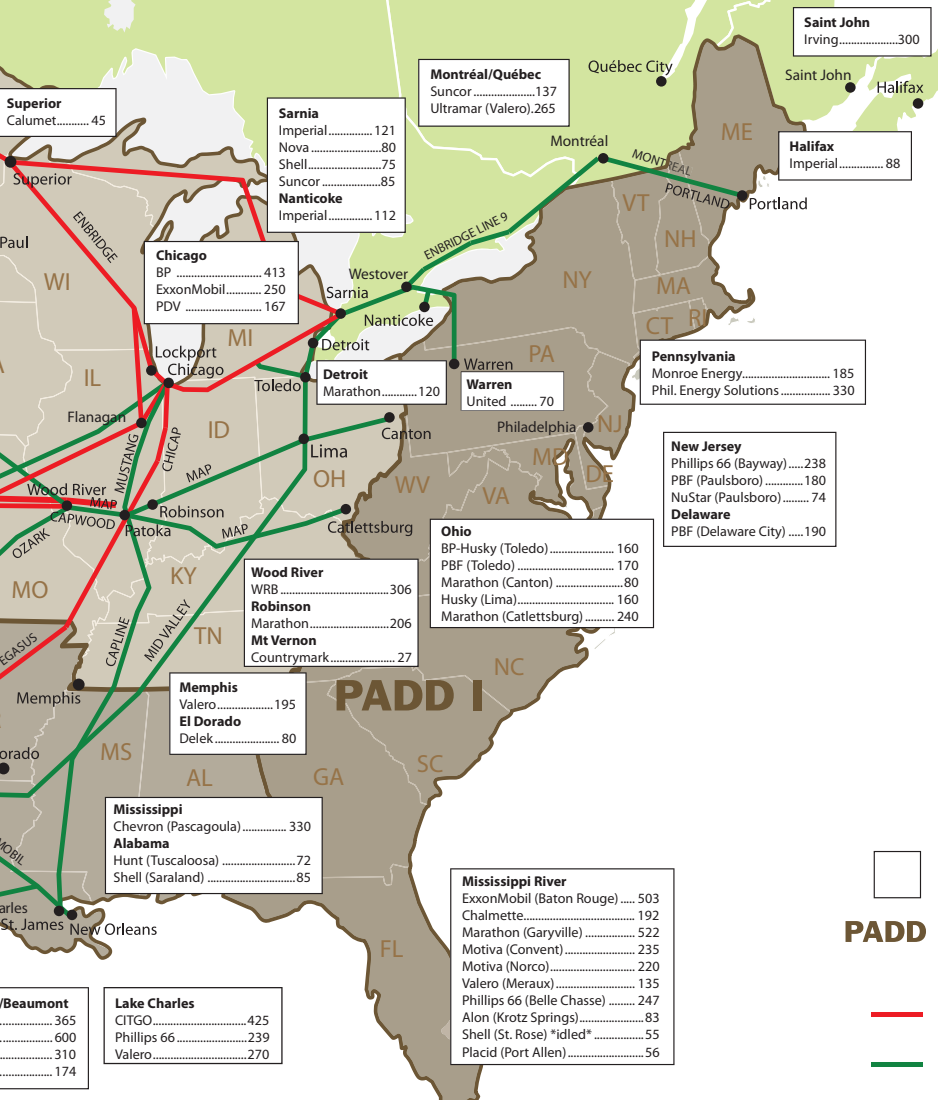 Saint John
Irving....................300
Québec City
Saint John
Halifax
Montréal/Québec
Suncor .....................137
Ultramar (Valero).265
Superior
Calumet........... 45
Sarnia
Imperial............... 121
Nova .......................80
Shell........................75
Suncor ....................85
Nanticoke
Imperial............... 112
ME
Montréal
MONTREAL
PORTLAND
Portland
Halifax
Imperial............... 88
Superior
ENBRIDGE
Paul
WI
VT
NH
NY
MA
CT
RI
ENBRIDGE LINE 9
Chicago
BP ........................ 413
ExxonMobil.......... 250
PDV ..................... 167
Westover
Sarnia
Nanticoke
MI
Detroit
Lockport
Chicago
IL
Toledo
Detroit
Marathon...........120
Warren
PA
Warren
United ......... 70
Pennsylvania
Monroe Energy.......................... 185
Phil. Energy Solutions .............. 330
Flanagan
ID
Canton
Lima
Philadelphia
NJ
MUSTANG
CHICAP
MAP
OH
MD
DE
WV
VA
New Jersey
Phillips 66 (Bayway) .....238
PBF (Paulsboro) ............ 180
NuStar (Paulsboro)........ 74
Delaware
PBF (Delaware City) .....190
Wood River
MAP
CAPWOOD
Patoka
Robinson
MAP
Catlettsburg
OZARK
MO
KY
Ohio
BP-Husky (Toledo)................. 160
PBF (Toledo) ......................... 170
Marathon (Canton) ..................80
Husky (Lima)......................... 160
Marathon (Catlettsburg) ........ 240
Wood River
WRB .................................. 306
Robinson
Marathon.......................... 206
Mt Vernon
Countrymark....................... 27
TN
EGASUS
CAPLINE
MID VALLEY
NC
PADD I
Memphis
Memphis
Valero....................195
El Dorado
Delek ...................... 80
orado
MS
AL
GA
SC
Mississippi
Chevron (Pascagoula) .............. 330
Alabama
Hunt (Tuscaloosa) .......................72
Shell (Saraland) ..........................85
MOBIL
arles
St. James
New Orleans
FL
Mississippi River
ExxonMobil (Baton Rouge) ..... 503
Chalmette............................... 192
Marathon (Garyville) ................ 522
Motiva (Convent) .................... 235
Motiva (Norco) ........................ 220
Valero (Meraux)....................... 135
Phillips 66 (Belle Chasse) ........ 247
Alon (Krotz Springs)....................83
Shell (St. Rose) *idled* ................ 55
Placid (Port Allen)........................56
PADD
/Beaumont
.................. 365
.................. 600
.................. 310
.................. 174
Lake Charles
CITGO................................425
Phillips 66 ........................239
Valero...............................270